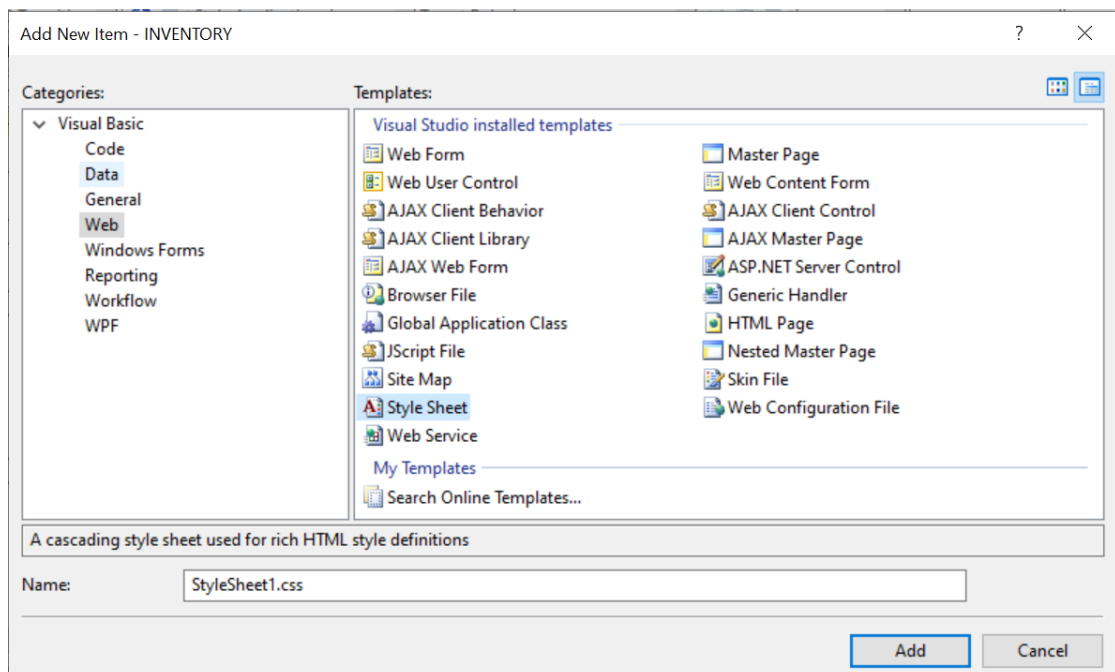 Add New Item - INVENTORY
?
Categories:
Templates:
Visual Basic
Code
Data
General
Web
Windows Forms
Reporting
Workflow
WPF
Visual Studio installed templates
Web Form
Master Page
Web User Control
Web Content Form
AJAX Client Behavior
AJAX Client Control
AJAX Client Library
AJAX Master Page
AJAX Web Form
ASP.NET Server Control
Browser File
Generic Handler
Global Application Class
HTML Page
JScript File
Nested Master Page
Site Map
Skin File
Style Sheet
Web Configuration File
Web Service
My Templates
Search Online Templates...
A cascading style sheet used for rich HTML style definitions
Name:
StyleSheet1.css
Add
Cancel